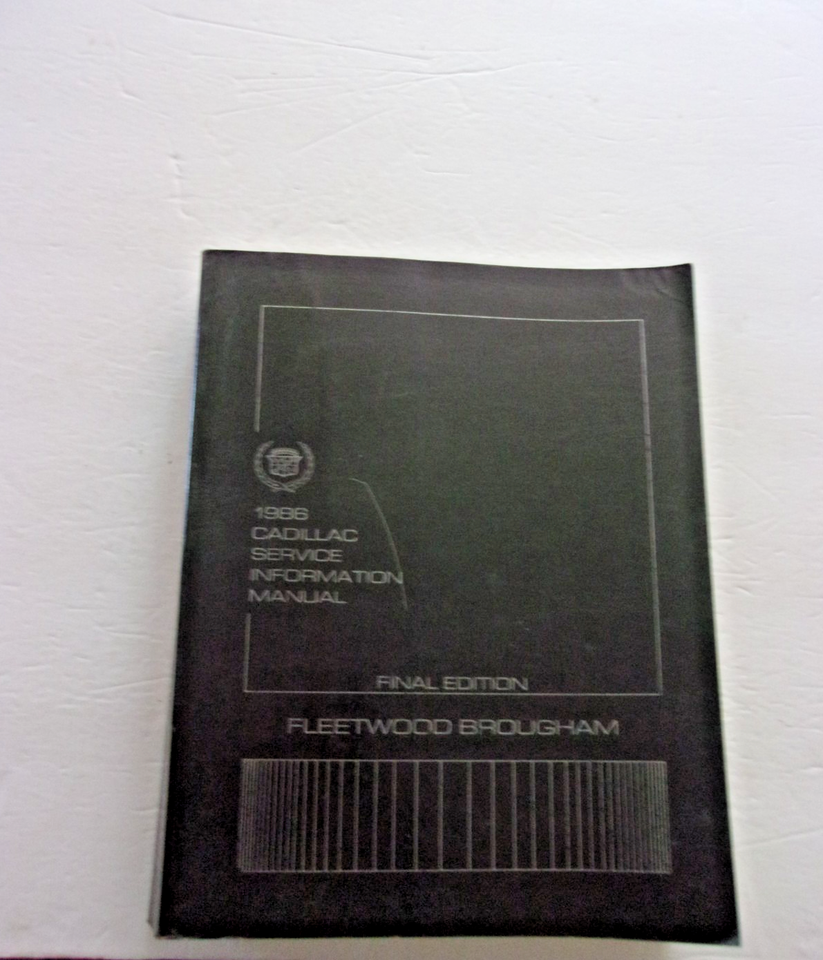 1986
CADILLAC
SERVICE
INFORMATION
MANUAL
FINAL EDITION
FLEETWOOD BROUGHAM